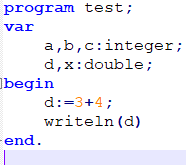 program test;
var
a,b,c:integer;
d,x:double;
begin
d:=3+4;
writeln(d)
end.